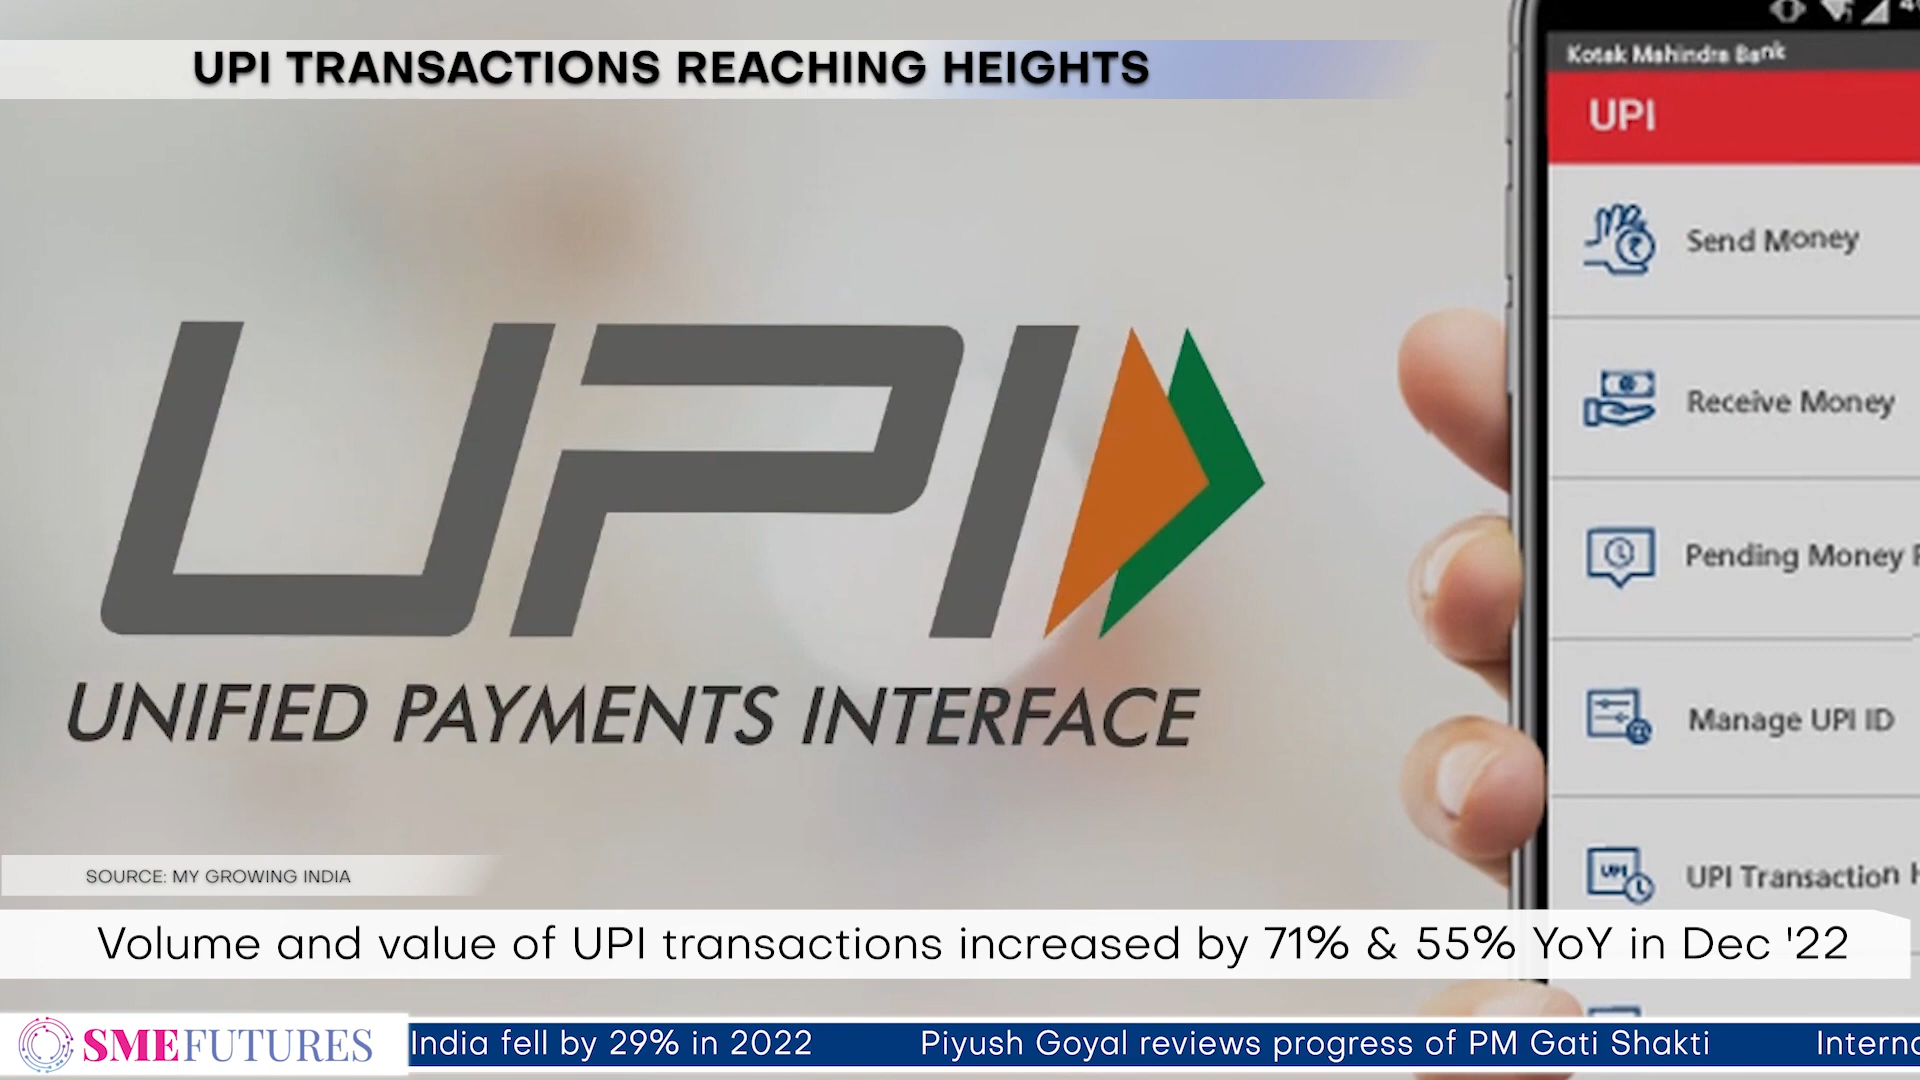 UPI TRANSACTIONS REACHING HEIGHTS
Kotak Mahindra Bank
UPI
Send Money
Receive Money
Pending Money
Manage UPI ID
UPI Transaction
UPI
UNIFIED PAYMENTS INTERFACE
SOURCE: MY GROWING INDIA
Volume and value of UPI transactions increased by 71% & 55% YoY in Dec '22
SMEFUTURES
India fell by 29% in 2022 Piyush Goyal reviews progress of PM Gati Shakti